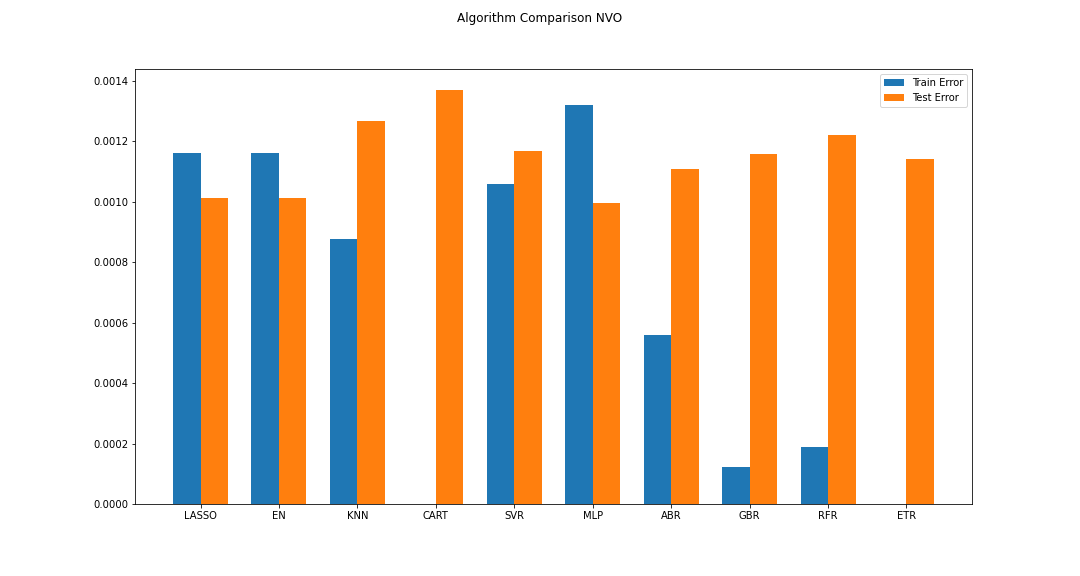 Algorithm Comparison NVO
Train Error
Test Error
0.0014
0.0012
0.0010
0.0008
0.0006
0.0004
0.0002
0.0000
LASSO EN KNN CART SVR MLP ABR GBR RFR ETR